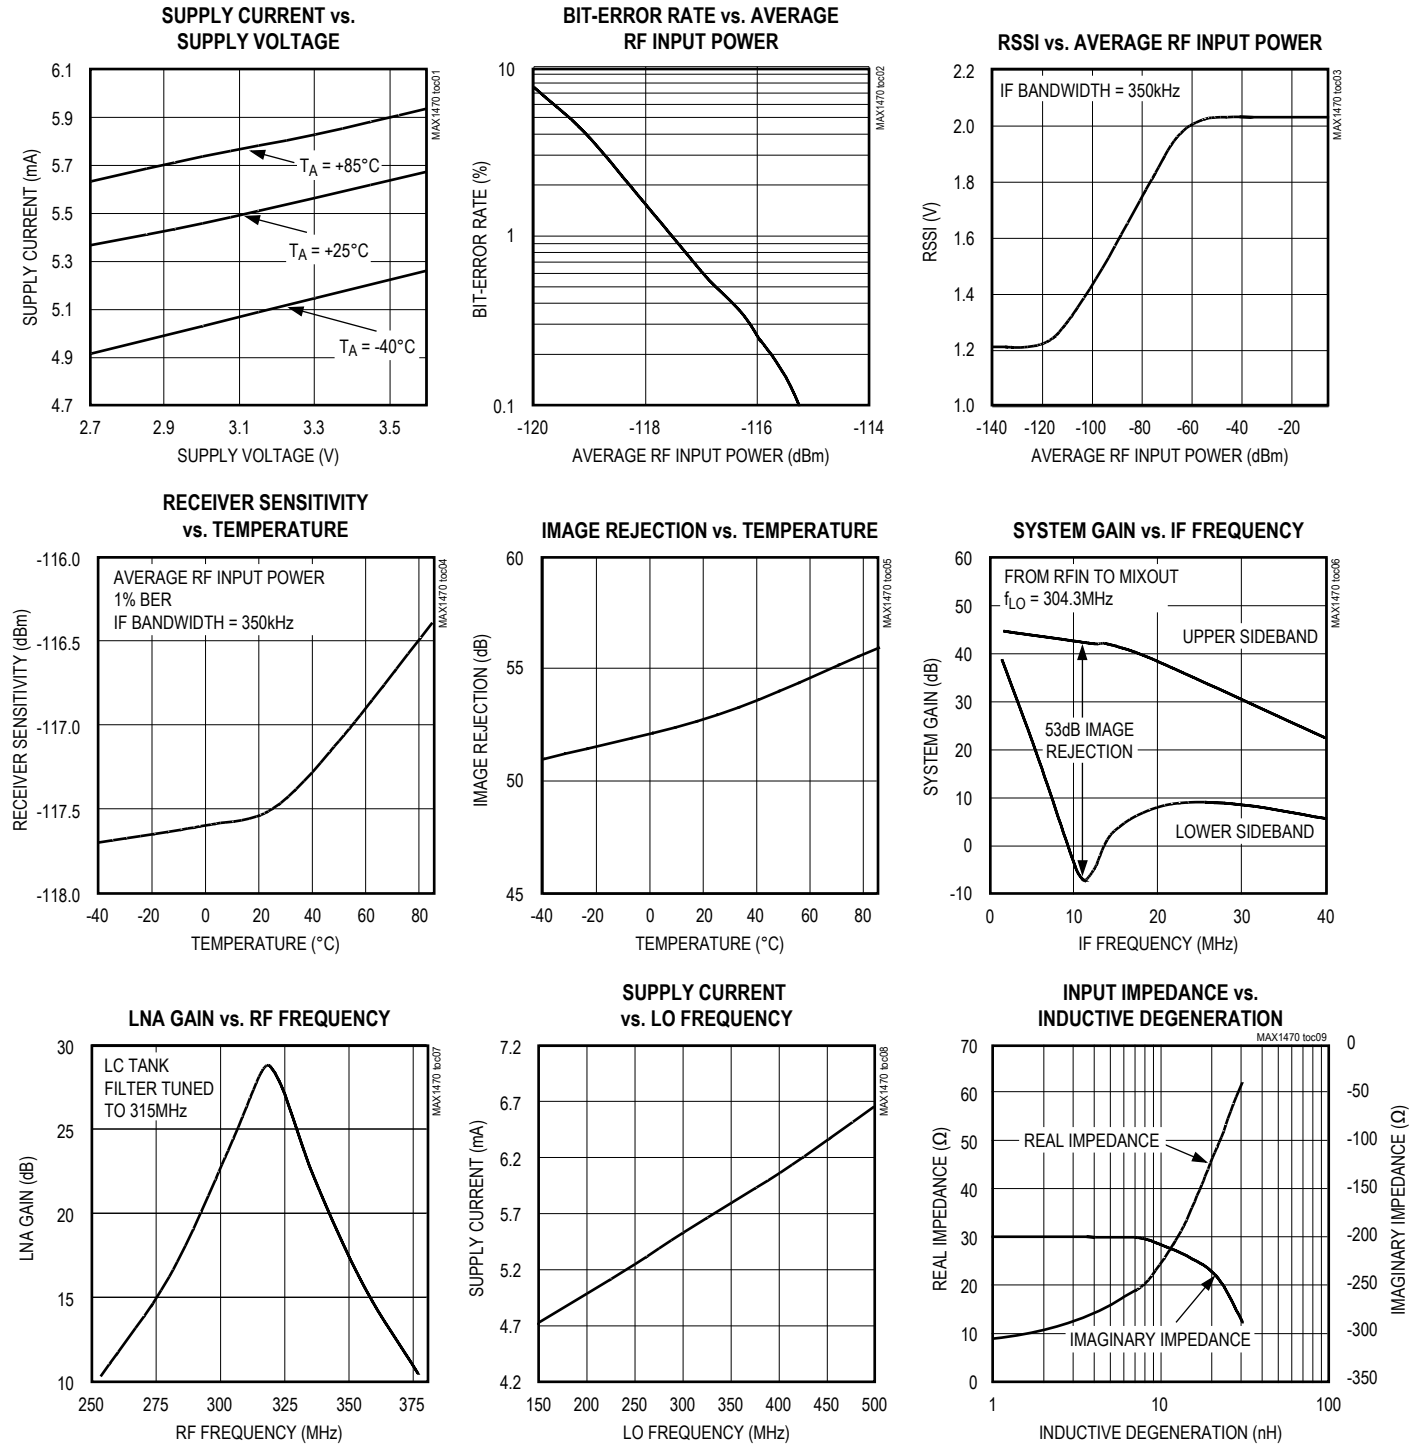 SUPPLY CURRENT vs.
SUPPLY VOLTAGE
MAX1470 toc01
6.1
5.9
5.7
5.5
5.3
5.1
4.9
4.7
SUPPLY CURRENT (mA)
TA = +85°C
TA = +25°C
TA = -40°C
2.7 2.9 3.1 3.3 3.5
SUPPLY VOLTAGE (V)
BIT-ERROR RATE vs. AVERAGE
RF INPUT POWER
MAX1470 toc02
10
1
0.1
BIT-ERROR RATE (%)
-120 -118 -116 -114
AVERAGE RF INPUT POWER (dBm)
RSSI vs. AVERAGE RF INPUT POWER
MAX1470 toc03
IF BANDWIDTH = 350kHz
2.2
2.0
1.8
1.6
1.4
1.2
1.0
RSSI (V)
-140 -120 -100 -80 -60 -40 -20
AVERAGE RF INPUT POWER (dBm)
RECEIVER SENSITIVITY
vs. TEMPERATURE
MAX1470 toc04
AVERAGE RF INPUT POWER
1% BER
IF BANDWIDTH = 350kHz
-116.0
-116.5
-117.0
-117.5
-118.0
RECEIVER SENSITIVITY (dBm)
-40 -20 0 20 40 60 80
TEMPERATURE (°C)
IMAGE REJECTION vs. TEMPERATURE
MAX1470 toc05
60
55
50
45
IMAGE REJECTION (dB)
-40 -20 0 20 40 60 80
TEMPERATURE (°C)
SYSTEM GAIN vs. IF FREQUENCY
MAX1470 toc06
FROM RFIN TO MIXOUT
fLO = 304.3MHz
UPPER SIDEBAND
53dB IMAGE
REJECTION
LOWER SIDEBAND
60
50
40
30
20
10
0
-10
SYSTEM GAIN (dB)
0 10 20 30 40
IF FREQUENCY (MHz)
LNA GAIN vs. RF FREQUENCY
MAX1470 toc07
LC TANK
FILTER TUNED
TO 315MHz
30
25
20
15
10
LNA GAIN (dB)
250 275 300 325 350 375
RF FREQUENCY (MHz)
SUPPLY CURRENT
vs. LO FREQUENCY
MAX1470 toc08
7.2
6.7
6.2
5.7
5.2
4.7
4.2
SUPPLY CURRENT (mA)
150 200 250 300 350 400 450 500
LO FREQUENCY (MHz)
INPUT IMPEDANCE vs.
INDUCTIVE DEGENERATION
MAX1470 toc09
70
60
50
40
30
20
10
0
REAL IMPEDANCE (Ω)
REAL IMPEDANCE
IMAGINARY IMPEDANCE
0
-50
-100
-150
-200
-250
-300
-350
IMAGINARY IMPEDANCE (Ω)
1 10 100
INDUCTIVE DEGENERATION (nH)